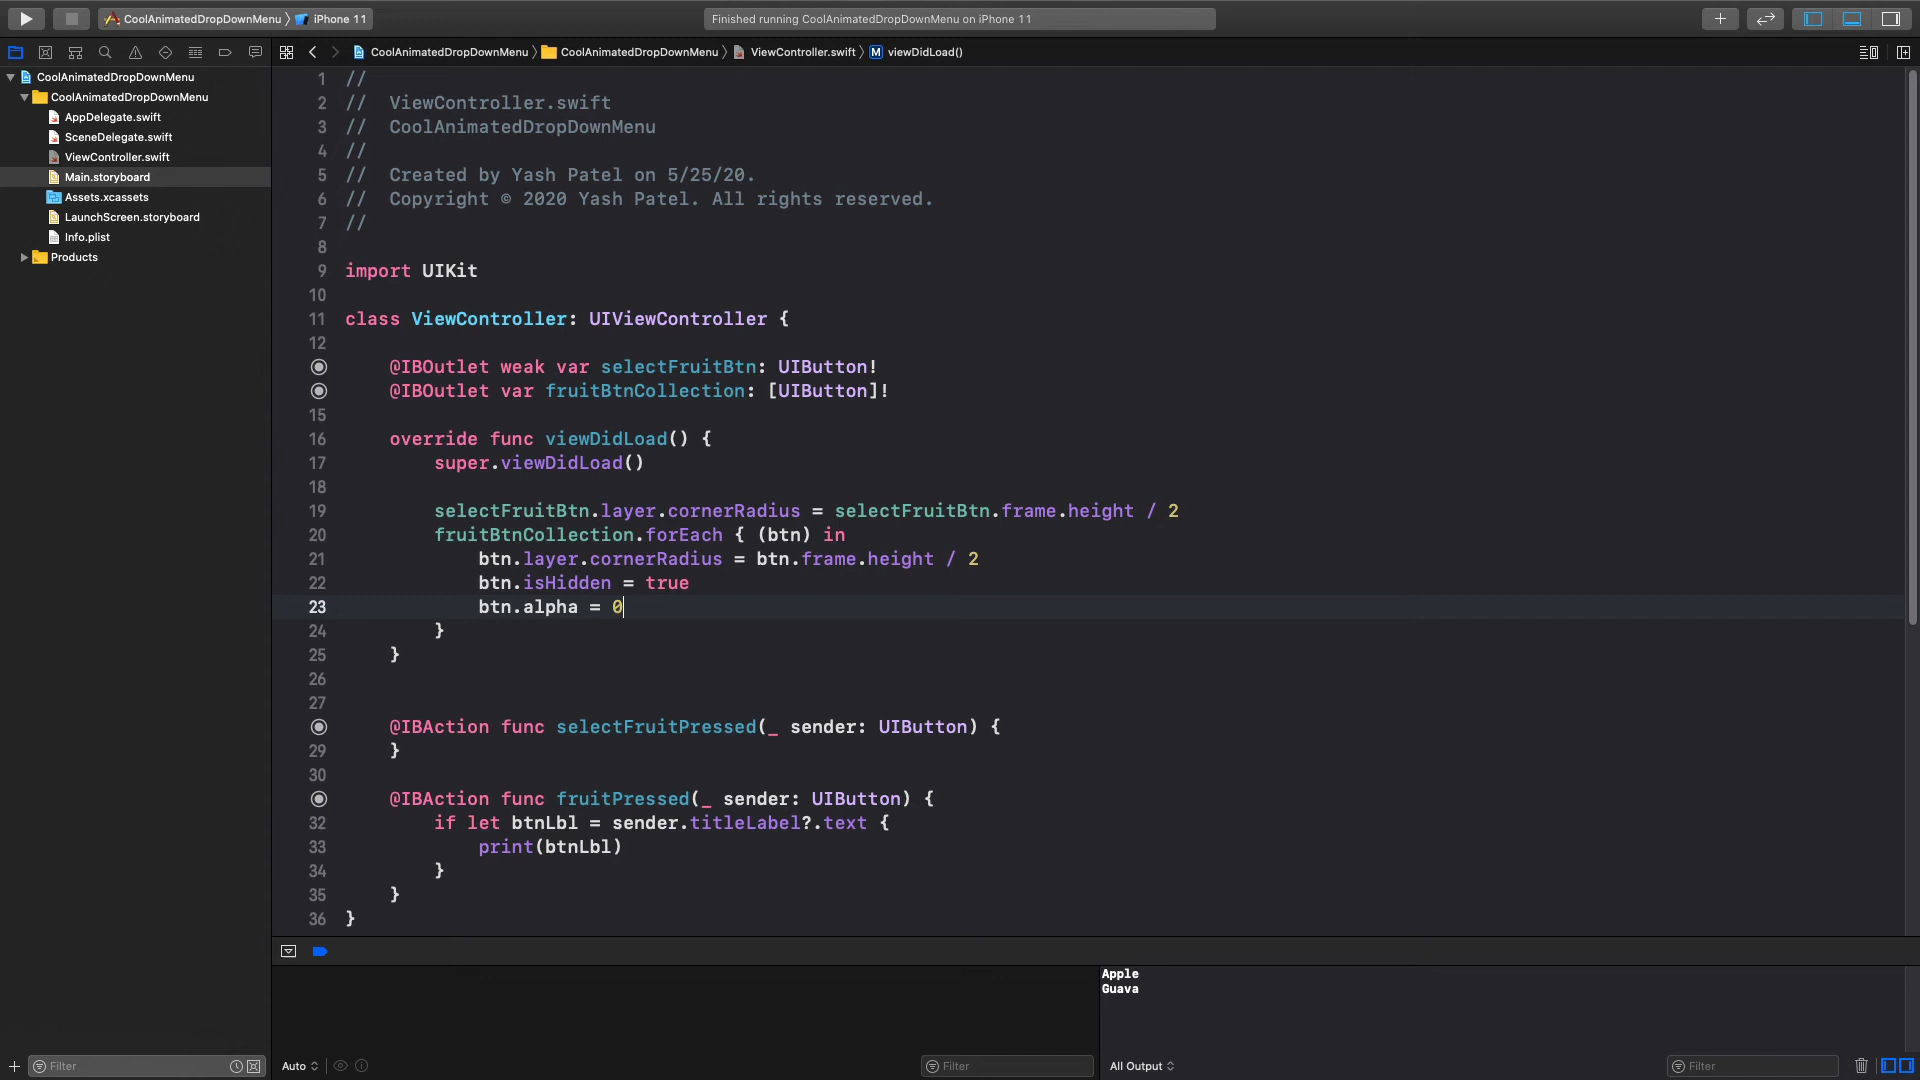 CoolAnimatedDropDownMenu 〉 iPhone 11
Finished running CoolAnimatedDropDownMenu on iPhone 11
CoolAnimatedDropDownMenu 〉 CoolAnimatedDropDownMenu 〉 ViewController.swift 〉 M viewDidLoad()
CoolAnimatedDropDownMenu
CoolAnimatedDropDownMenu
AppDelegate.swift
SceneDelegate.swift
ViewController.swift
Main.storyboard
Assets.xcassets
LaunchScreen.storyboard
Info.plist
Products
1 //
2 //  ViewController.swift
3 //  CoolAnimatedDropDownMenu
4 //
5 //  Created by Yash Patel on 5/25/20.
6 //  Copyright © 2020 Yash Patel. All rights reserved.
7 //
8
9 import UIKit
10
11 class ViewController: UIViewController {
12
@IBOutlet weak var selectFruitBtn: UIButton!
@IBOutlet var fruitBtnCollection: [UIButton]!
15
16     override func viewDidLoad() {
17         super.viewDidLoad()
18
19         selectFruitBtn.layer.cornerRadius = selectFruitBtn.frame.height / 2
20         fruitBtnCollection.forEach { (btn) in
21             btn.layer.cornerRadius = btn.frame.height / 2
22             btn.isHidden = true
23             btn.alpha = 0
24         }
25     }
26
27
@IBAction func selectFruitPressed(_ sender: UIButton) {
29     }
30
@IBAction func fruitPressed(_ sender: UIButton) {
32         if let btnLbl = sender.titleLabel?.text {
33             print(btnLbl)
34         }
35     }
36 }
Apple
Guava
Filter
Auto
Filter
All Output
Filter